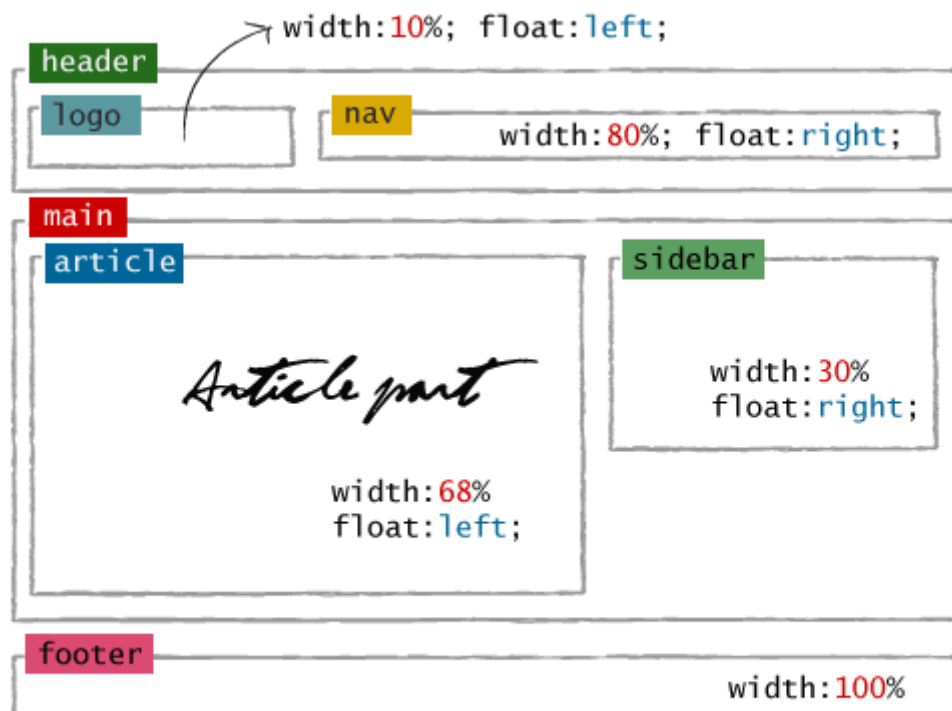 width:10%; float:left;
header
logo
nav
width:80%; float:right;
main
article
sidebar
Article part
width:30%
float:right;
width:68%
float:left;
footer
width:100%